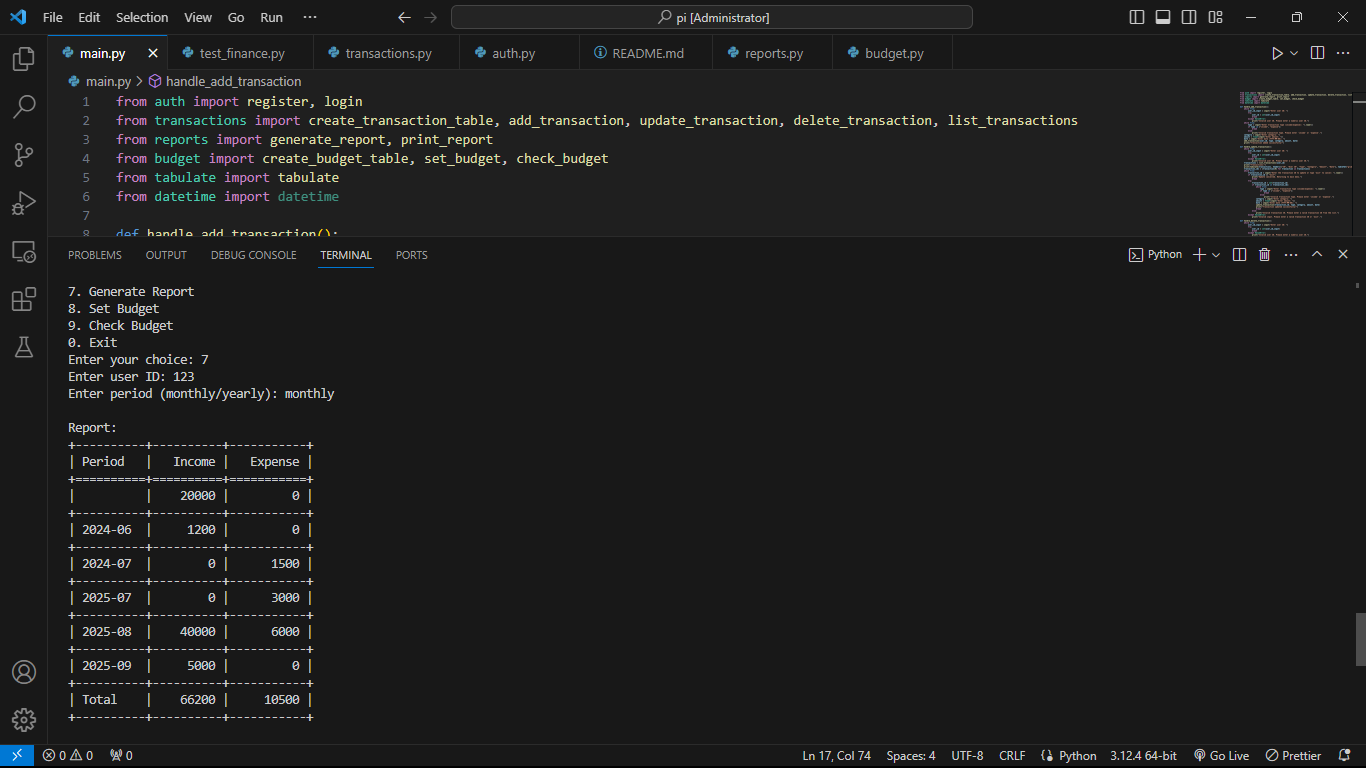 File Edit Selection View Go Run ··· pi [Administrator]
main.py test_finance.py transactions.py auth.py README.md reports.py budget.py
main.py > handle_add_transaction
1 from auth import register, login
2 from transactions import create_transaction_table, add_transaction, update_transaction, delete_transaction, list_transactions
3 from reports import generate_report, print_report
4 from budget import create_budget_table, set_budget, check_budget
5 from tabulate import tabulate
6 from datetime import datetime
7
8 def handle_add_transaction():
PROBLEMS OUTPUT DEBUG CONSOLE TERMINAL PORTS Python
7. Generate Report
8. Set Budget
9. Check Budget
0. Exit
Enter your choice: 7
Enter user ID: 123
Enter period (monthly/yearly): monthly
Report:
+----------+----------+-----------+
| Period   |   Income |   Expense |
+==========+==========+===========+
|          |    20000 |         0 |
+----------+----------+-----------+
| 2024-06  |     1200 |         0 |
+----------+----------+-----------+
| 2024-07  |        0 |      1500 |
+----------+----------+-----------+
| 2025-07  |        0 |      3000 |
+----------+----------+-----------+
| 2025-08  |    40000 |      6000 |
+----------+----------+-----------+
| 2025-09  |     5000 |         0 |
+----------+----------+-----------+
| Total    |    66200 |     10500 |
+----------+----------+-----------+
0 0 0 Ln 17, Col 74 Spaces: 4 UTF-8 CRLF Python 3.12.4 64-bit Go Live Prettier